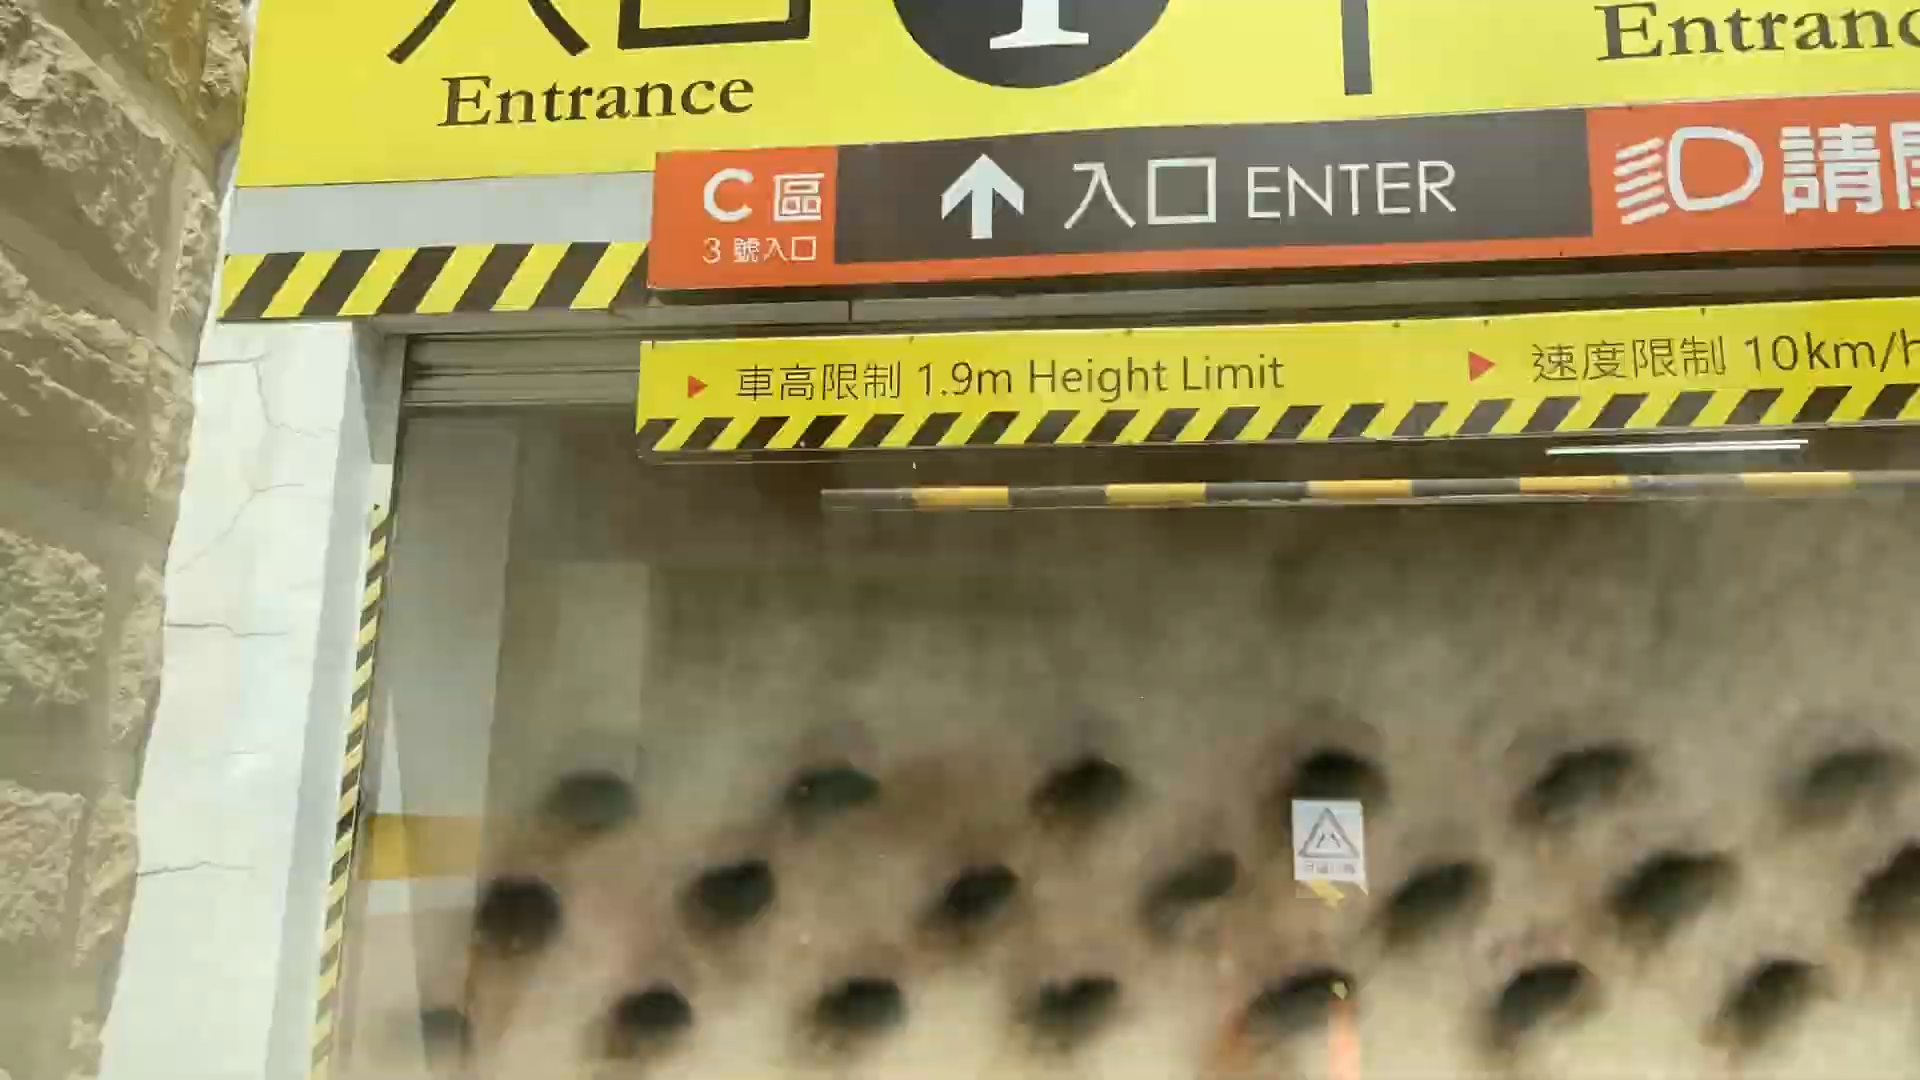 入口
Entrance
Entranc
C區
3 號入口
入口 ENTER
請開
車高限制 1.9m Height Limit
速度限制 10km/h